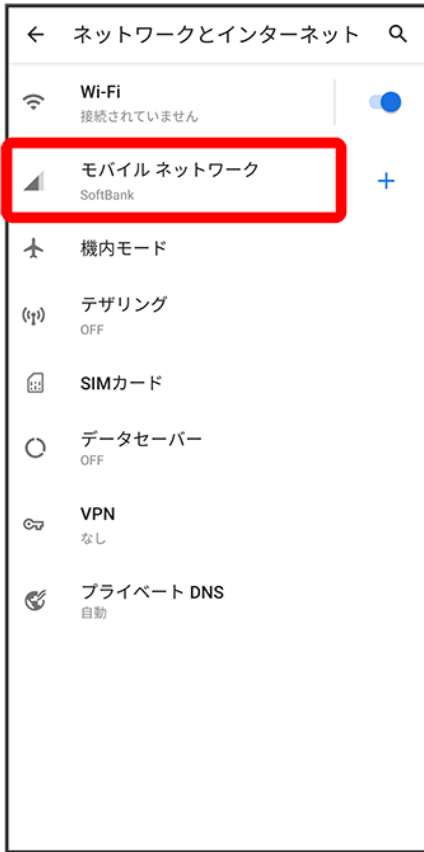 ネットワークとインターネット
Wi-Fi
接続されていません
モバイル ネットワーク
SoftBank
機内モード
テザリング
OFF
SIMカード
データセーバー
OFF
VPN
なし
プライベート DNS
自動